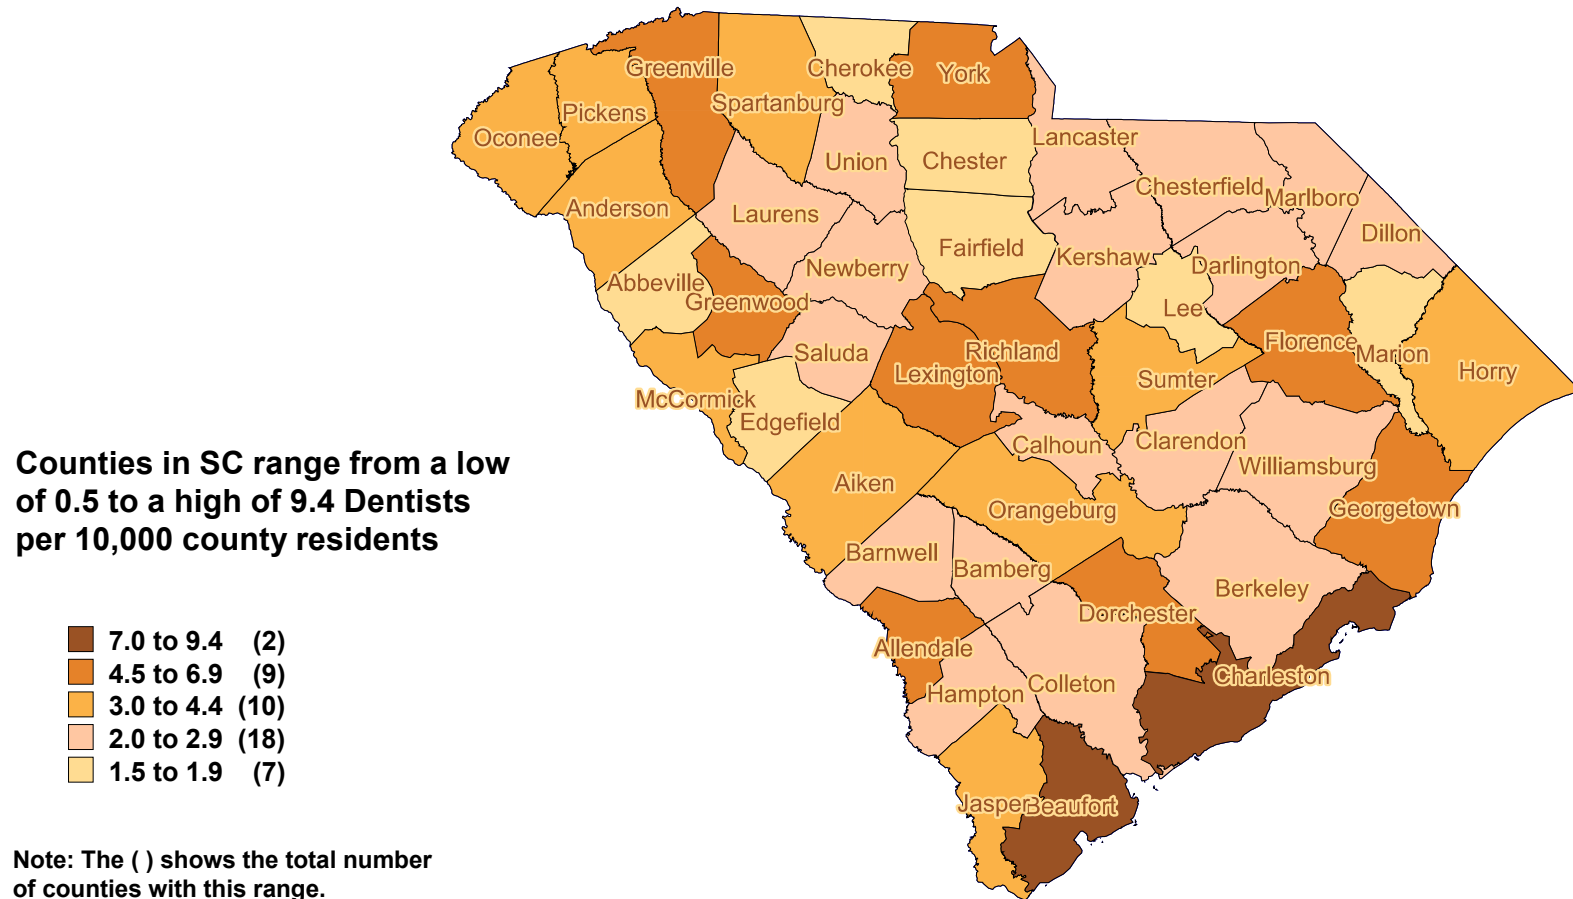 Greenville
Cherokee
York
Spartanburg
Pickens
Oconee
Lancaster
Union
Chester
Chesterfield
Marlboro
Anderson
Laurens
Dillon
Fairfield
Kershaw
Newberry
Darlington
Abbeville
Greenwood
Lee
Saluda
Richland
Florence
Marion
Lexington
Sumter
Horry
McCormick
Edgefield
Calhoun
Clarendon
Williamsburg
Aiken
Orangeburg
Georgetown
Barnwell
Bamberg
Berkeley
Dorchester
Allendale
Charleston
Hampton
Colleton
Jasper
Beaufort
Counties in SC range from a low
of 0.5 to a high of 9.4 Dentists
per 10,000 county residents
7.0 to 9.4 (2)
4.5 to 6.9 (9)
3.0 to 4.4 (10)
2.0 to 2.9 (18)
1.5 to 1.9 (7)
Note: The ( ) shows the total number
of counties with this range.